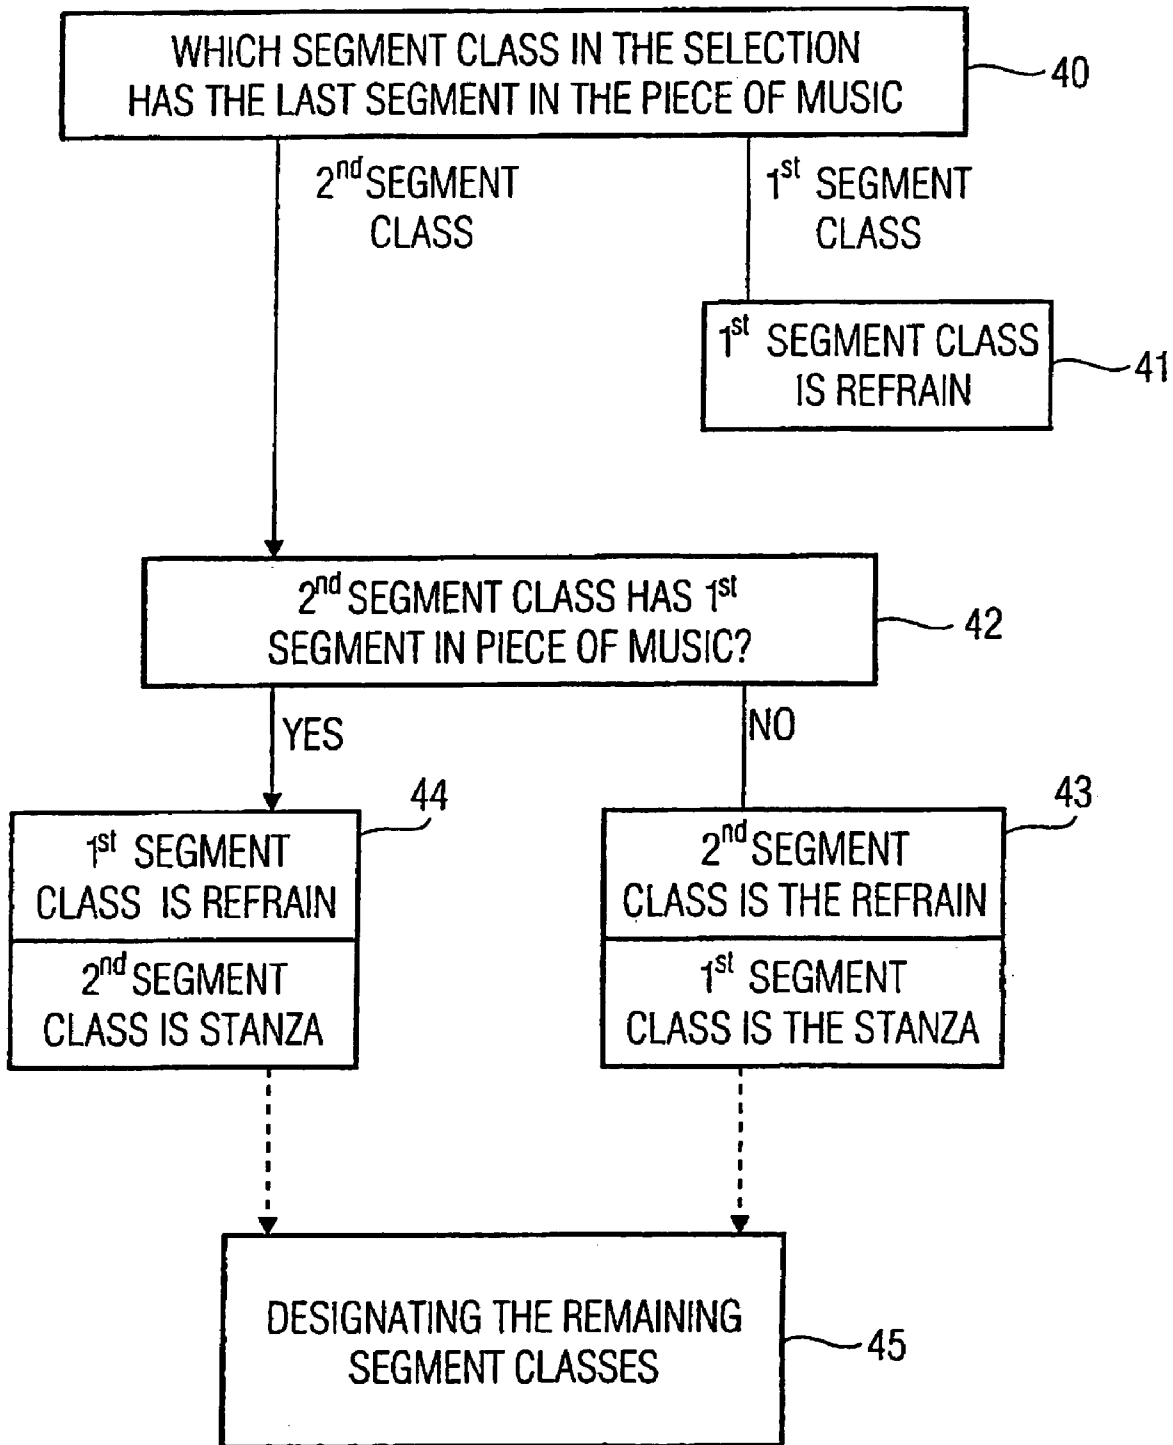 WHICH SEGMENT CLASS IN THE SELECTION
HAS THE LAST SEGMENT IN THE PIECE OF MUSIC
40
2nd SEGMENT
CLASS
1st SEGMENT
CLASS
1st SEGMENT CLASS
IS REFRAIN
41
2nd SEGMENT CLASS HAS 1st
SEGMENT IN PIECE OF MUSIC?
42
YES
NO
44
43
1st SEGMENT
CLASS IS REFRAIN
2nd SEGMENT
CLASS IS STANZA
2nd SEGMENT
CLASS IS THE REFRAIN
1st SEGMENT
CLASS IS THE STANZA
DESIGNATING THE REMAINING
SEGMENT CLASSES
45